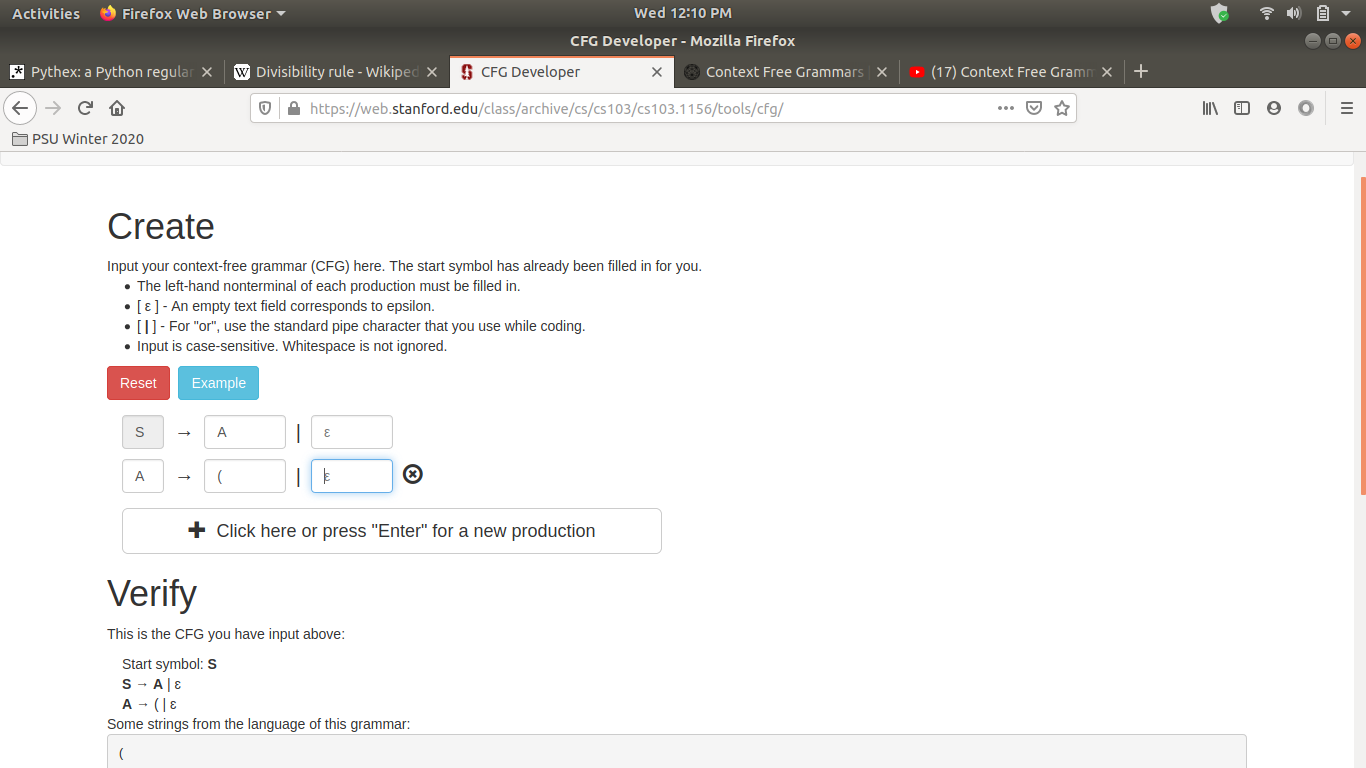 Activities Firefox Web Browser Wed 12:10 PM
CFG Developer - Mozilla Firefox
Pythex: a Python regular Divisibility rule - Wikiped CFG Developer Context Free Grammars (17) Context Free Gramm
https://web.stanford.edu/class/archive/cs/cs103/cs103.1156/tools/cfg/
PSU Winter 2020
Create
Input your context-free grammar (CFG) here. The start symbol has already been filled in for you.
• The left-hand nonterminal of each production must be filled in.
• [ ε ] - An empty text field corresponds to epsilon.
• [ | ] - For "or", use the standard pipe character that you use while coding.
• Input is case-sensitive. Whitespace is not ignored.
Reset Example
S → A | ε
A → ( | ε
Click here or press "Enter" for a new production
Verify
This is the CFG you have input above:
Start symbol: S
S → A | ε
A → ( | ε
Some strings from the language of this grammar:
(